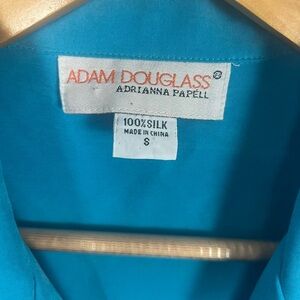 ADAM DOUGLASS®
ADRIANNA PAPELL
100% SILK
MADE IN CHINA
S